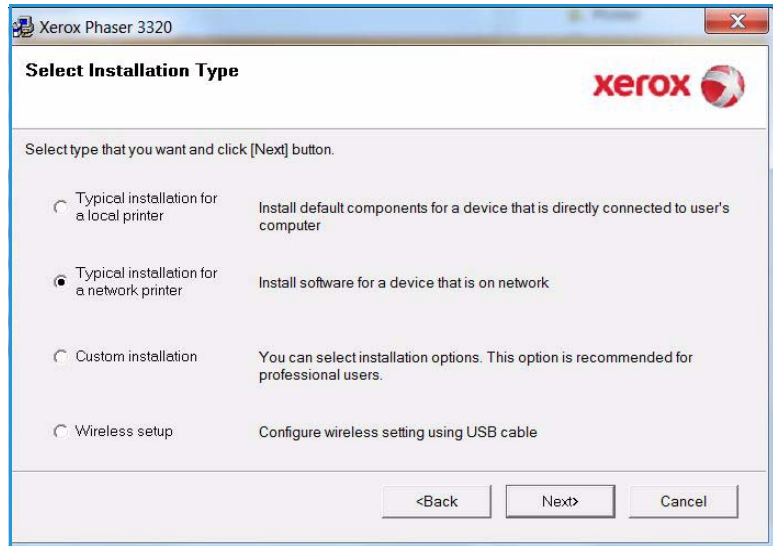 Xerox Phaser 3320
X
Select Installation Type
xerox
Select type that you want and click [Next] button.
Typical installation for
a local printer
Install default components for a device that is directly connected to user's
computer
Typical installation for
a network printer
Install software for a device that is on network
Custom installation
You can select installation options. This option is recommended for
professional users.
Wireless setup
Configure wireless setting using USB cable
<Back
Next>
Cancel